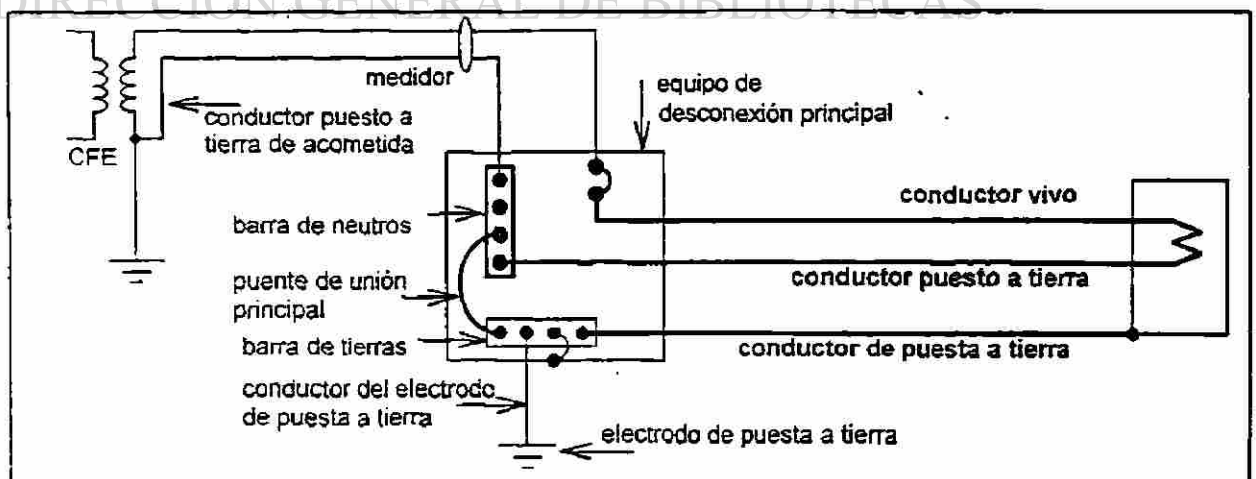 DIRECCIÓN GENERAL DE BIBLIOTECAS
medidor
equipo de
desconexión principal
conductor puesto a
tierra de acometida
CFE
conductor vivo
barra de neutros
conductor puesto a tierra
puente de unión
principal
barra de tierras
conductor de puesta a tierra
conductor del electrodo
de puesta a tierra
electrodo de puesta a tierra